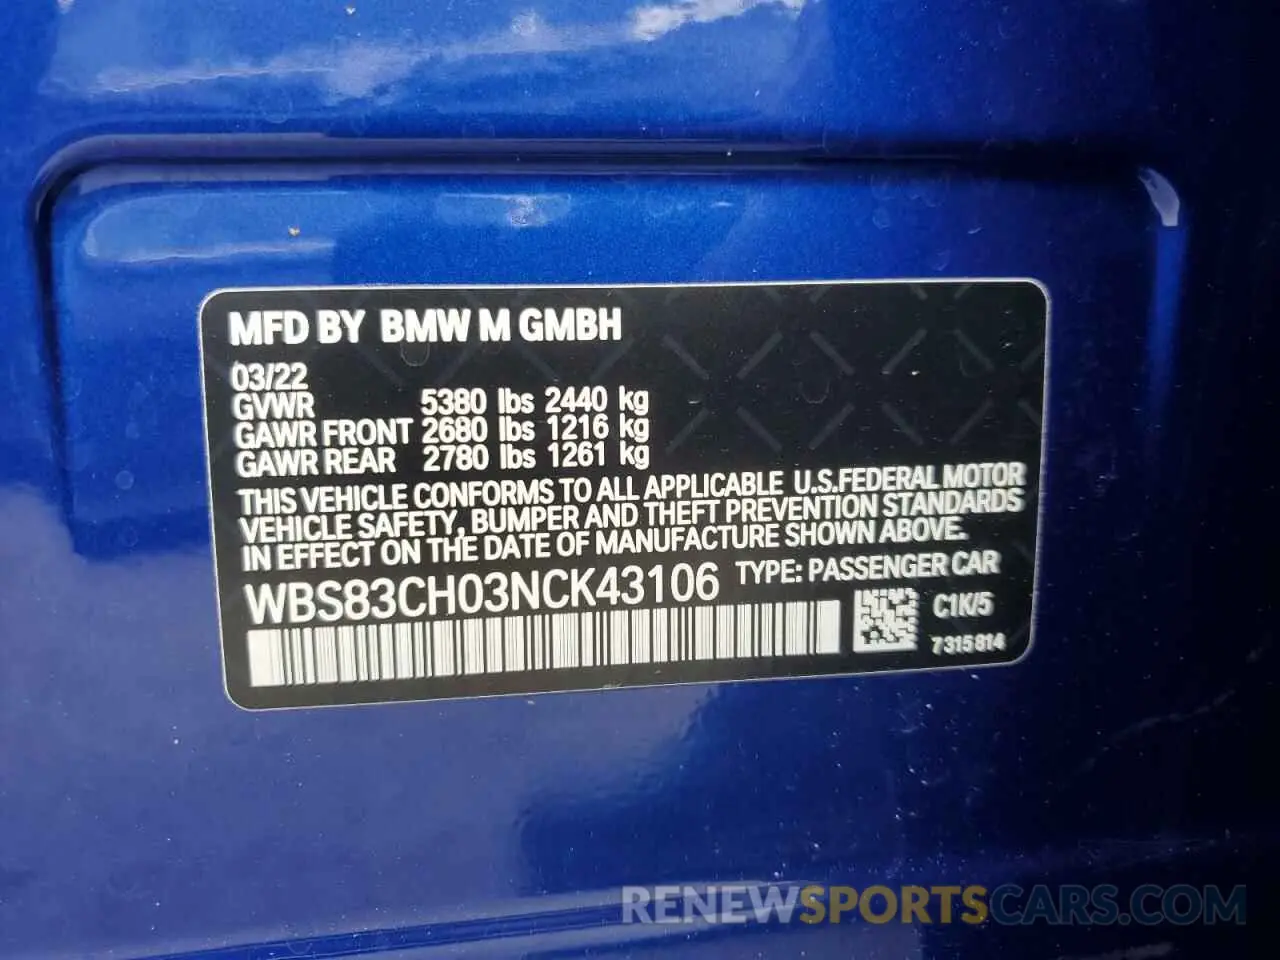 MFD BY BMW M GMBH
03/22
GVWR 5380 lbs 2440 kg
GAWR FRONT 2680 lbs 1216 kg
GAWR REAR 2780 lbs 1261 kg
THIS VEHICLE CONFORMS TO ALL APPLICABLE U.S.FEDERAL MOTOR
VEHICLE SAFETY, BUMPER AND THEFT PREVENTION STANDARDS
IN EFFECT ON THE DATE OF MANUFACTURE SHOWN ABOVE.
WBS83CH03NCK43106 TYPE: PASSENGER CAR
C1K/5
7315814
RENEWSPORTSCARS.COM